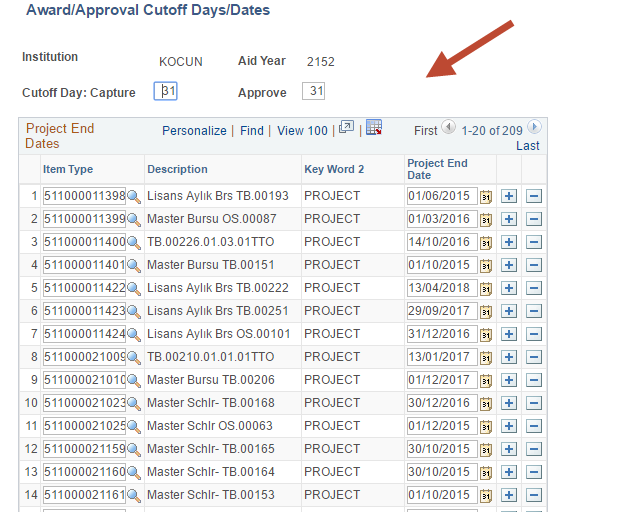 Award/Approval Cutoff Days/Dates
Institution KOCUN Aid Year 2152
Cutoff Day: Capture 31 Approve 31
Project End Dates Personalize | Find | View 100 | First 1-20 of 209 Last
Item Type Description Key Word 2 Project End Date
1 511000011398 Lisans Aylık Brs TB.00193 PROJECT 01/06/2015
2 511000011399 Master Bursu OS.00087 PROJECT 01/03/2016
3 511000011400 TB.00226.01.03.01TTO PROJECT 14/10/2016
4 511000011401 Master Bursu TB.00151 PROJECT 01/10/2015
5 511000011422 Lisans Aylık Brs TB.00222 PROJECT 13/04/2018
6 511000011423 Lisans Aylık Brs TB.00251 PROJECT 29/09/2017
7 511000011424 Lisans Aylık Brs OS.00101 PROJECT 31/12/2016
8 511000021009 TB.00210.01.01.01TTO PROJECT 13/01/2017
9 511000021010 Master Bursu TB.00206 PROJECT 01/12/2017
10 511000021023 Master Schlr- TB.00168 PROJECT 30/12/2016
11 511000021025 Master Schlr OS.00063 PROJECT 01/12/2015
12 511000021159 Master Schlr- TB.00165 PROJECT 30/10/2015
13 511000021160 Master Schlr- TB.00164 PROJECT 30/10/2015
14 511000021161 Master Schlr- TB.00153 PROJECT 01/10/2015